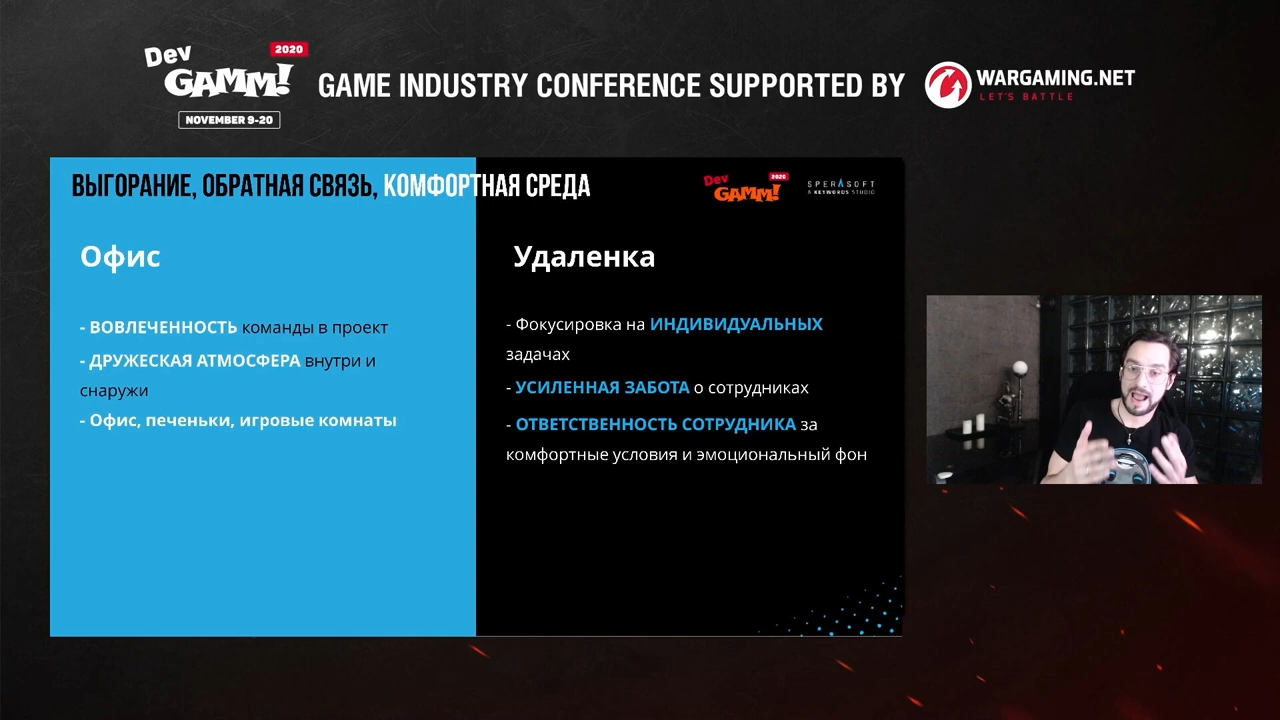 Dev
2020
GAMM!
NOVEMBER 9-20
GAME INDUSTRY CONFERENCE SUPPORTED BY
WARGAMING.NET
LET'S BATTLE
ВЫГОРАНИЕ, ОБРАТНАЯ СВЯЗЬ, КОМФОРТНАЯ СРЕДА
Dev
2020
GAMM!
SPERASOFT
A KEYWORDS STUDIO
Офис
- ВОВЛЕЧЕННОСТЬ команды в проект
- ДРУЖЕСКАЯ АТМОСФЕРА внутри и
снаружи
- Офис, печеньки, игровые комнаты
Удаленка
- Фокусировка на ИНДИВИДУАЛЬНЫХ
задачах
- УСИЛЕННАЯ ЗАБОТА о сотрудниках
- ОТВЕТСТВЕННОСТЬ СОТРУДНИКА за
комфортные условия и эмоциональный фон